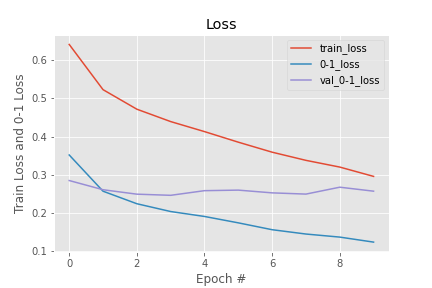 Loss
train_loss
0-1_loss
val_0-1_loss
Train Loss and 0-1 Loss
0.6
0.5
0.4
0.3
0.2
0.1
0 2 4 6 8
Epoch #